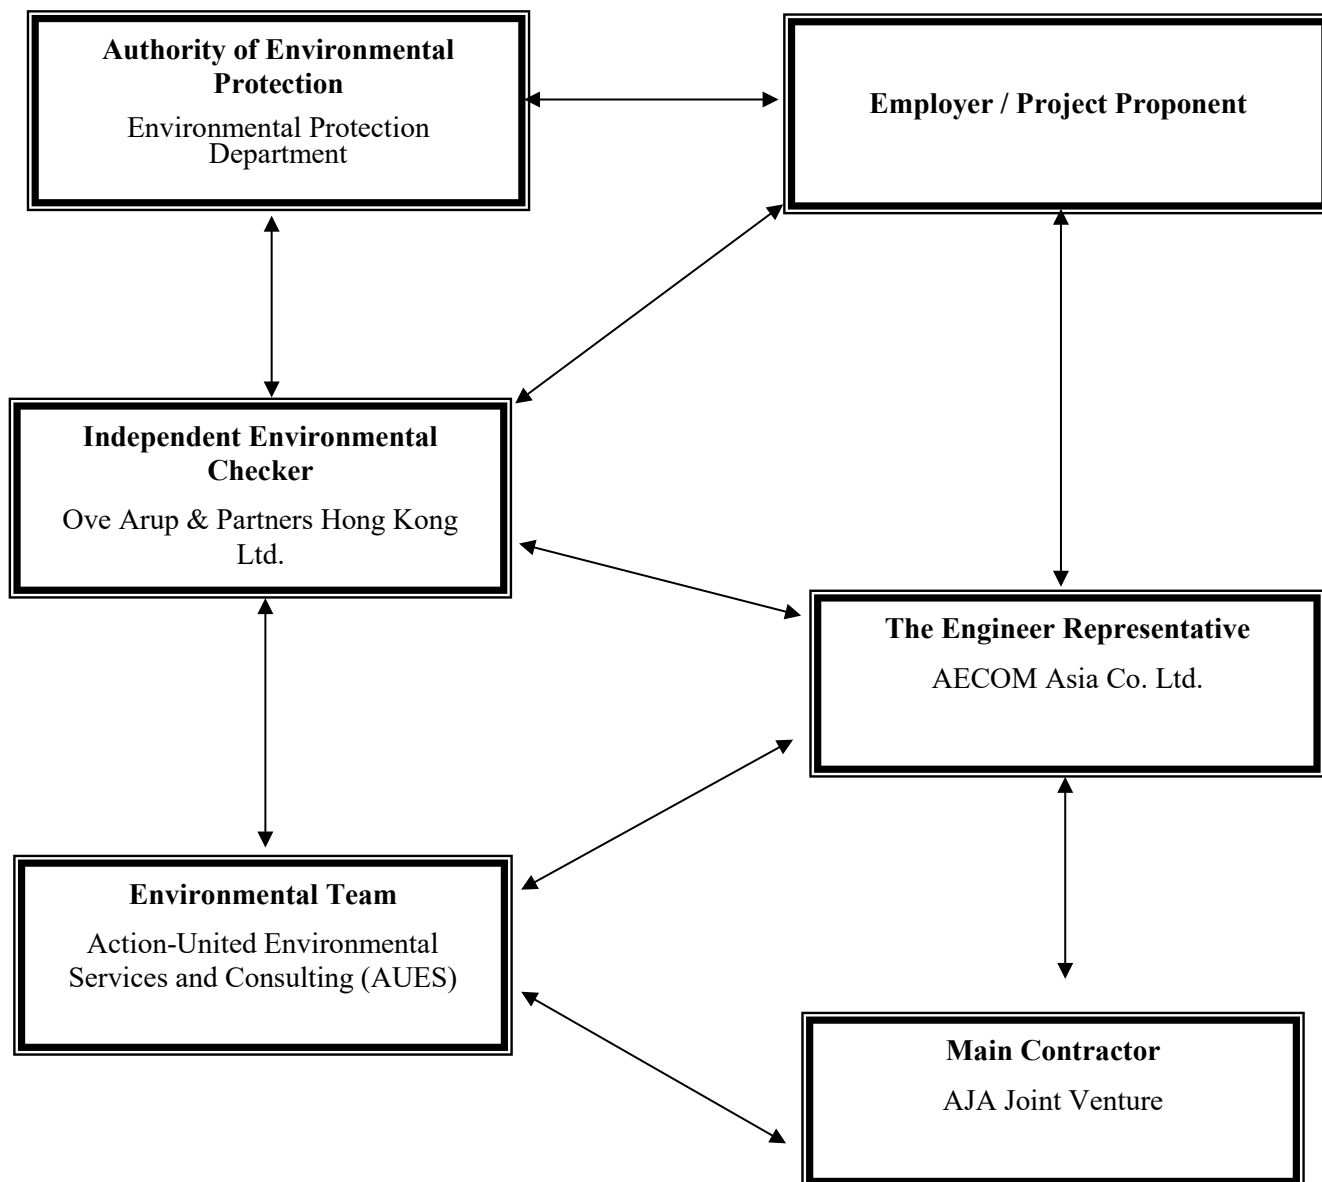 Authority of Environmental
Protection
Environmental Protection
Department
Employer / Project Proponent
Independent Environmental
Checker
Ove Arup & Partners Hong Kong
Ltd.
The Engineer Representative
AECOM Asia Co. Ltd.
Environmental Team
Action-United Environmental
Services and Consulting (AUES)
Main Contractor
AJA Joint Venture